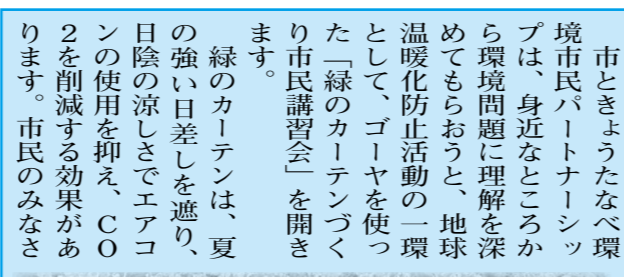 市ときょうたなべ環
境市民パートナーシッ
プは、身近なところか
ら環境問題に理解を深
めてもらおうと、地球
温暖化防止活動の一環
として、ゴーヤを使っ
た「緑のカーテンづく
り市民講習会」を開き
ます。
　緑のカーテンは、夏
の強い日差しを遮り、
日陰の涼しさでエアコ
ンの使用を抑え、ＣＯ
２を削減する効果があ
ります。市民のみなさ